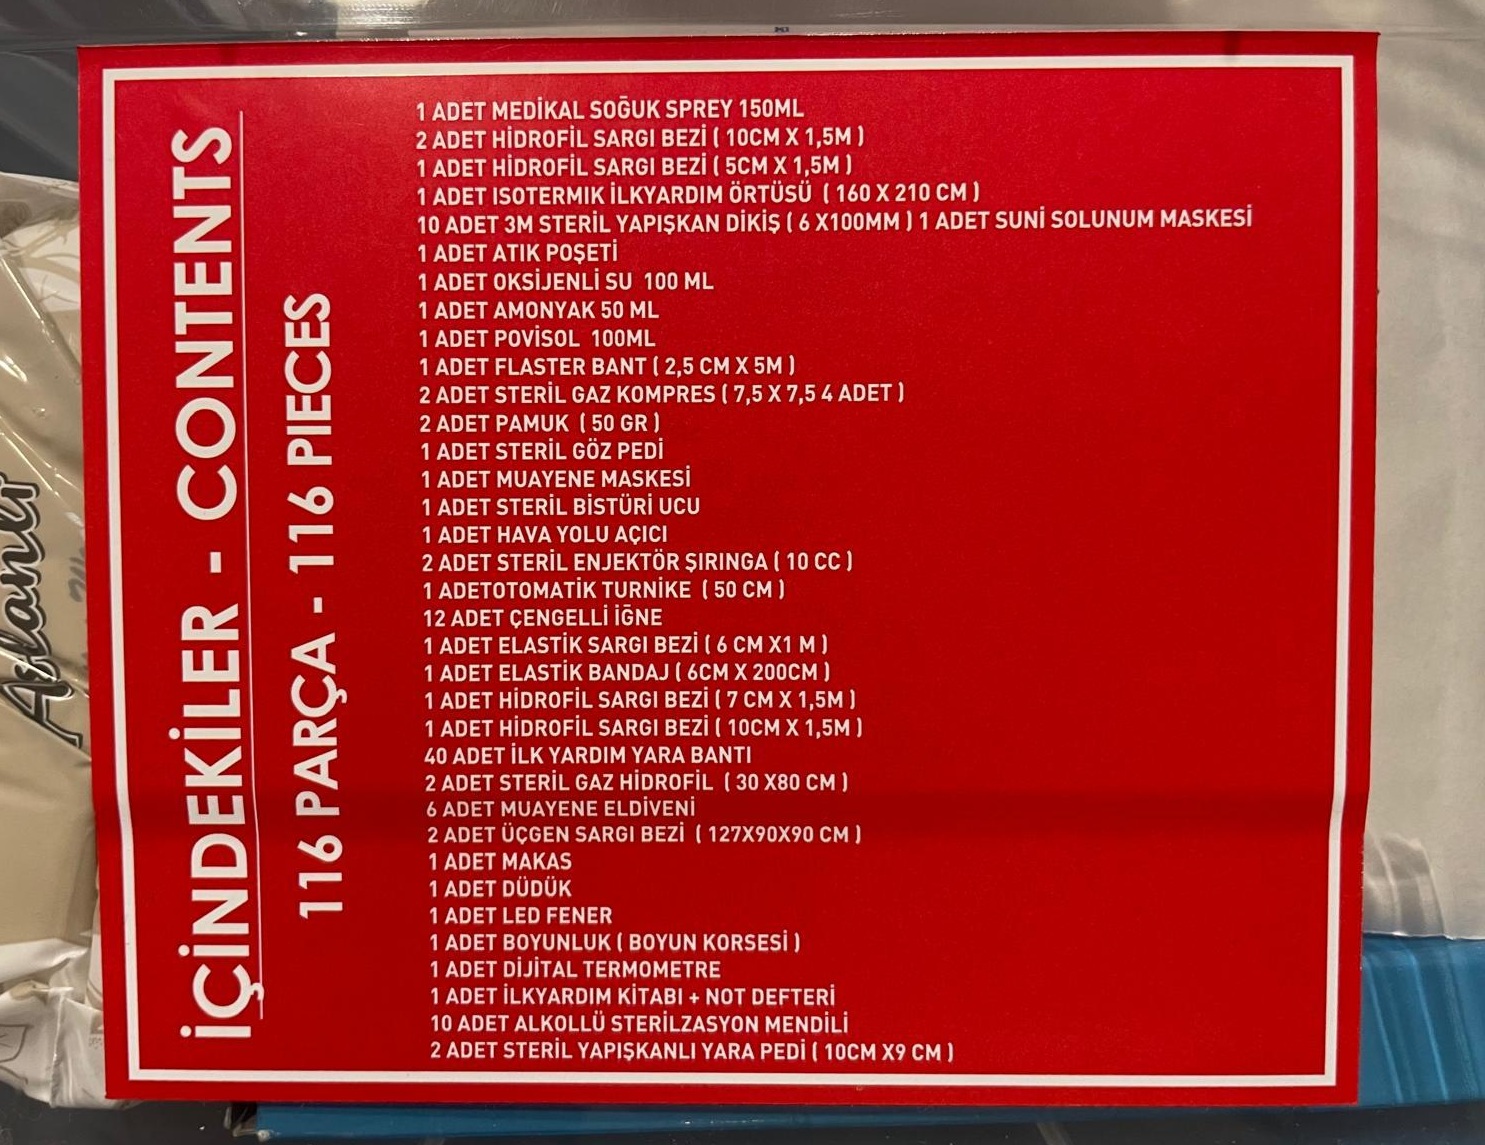 İÇİNDEKİLER - CONTENTS
116 PARÇA - 116 PIECES
1 ADET MEDİKAL SOĞUK SPREY 150ML
2 ADET HİDROFİL SARGI BEZİ ( 10CM X 1,5M )
1 ADET HİDROFİL SARGI BEZİ ( 5CM X 1,5M )
1 ADET ISOTERMIK İLKYARDIM ÖRTÜSÜ ( 160 X 210 CM )
10 ADET 3M STERİL YAPIŞKAN DİKİŞ ( 6 X100MM ) 1 ADET SUNİ SOLUNUM MASKESİ
1 ADET ATIK POŞETİ
1 ADET OKSİJENLİ SU 100 ML
1 ADET AMONYAK 50 ML
1 ADET POVİSOL 100ML
1 ADET FLASTER BANT ( 2,5 CM X 5M )
2 ADET STERİL GAZ KOMPRES ( 7,5 X 7,5 4 ADET )
2 ADET PAMUK ( 50 GR )
1 ADET STERİL GÖZ PEDİ
1 ADET MUAYENE MASKESİ
1 ADET STERİL BİSTÜRİ UCU
1 ADET HAVA YOLU AÇICI
2 ADET STERİL ENJEKTÖR ŞIRINGA ( 10 CC )
1 ADETOTOMATİK TURNİKE ( 50 CM )
12 ADET ÇENGELLİ İĞNE
1 ADET ELASTİK SARGI BEZİ ( 6 CM X1 M )
1 ADET ELASTİK BANDAJ ( 6CM X 200CM )
1 ADET HİDROFİL SARGI BEZİ ( 7 CM X 1,5M )
1 ADET HİDROFİL SARGI BEZİ ( 10CM X 1,5M )
40 ADET İLK YARDIM YARA BANTI
2 ADET STERİL GAZ HİDROFİL ( 30 X80 CM )
6 ADET MUAYENE ELDİVENİ
2 ADET ÜÇGEN SARGI BEZİ ( 127X90X90 CM )
1 ADET MAKAS
1 ADET DÜDÜK
1 ADET LED FENER
1 ADET BOYUNLUK ( BOYUN KORSESİ )
1 ADET DİJİTAL TERMOMETRE
1 ADET İLKYARDIM KİTABI + NOT DEFTERİ
10 ADET ALKOLLÜ STERİLZASYON MENDİLİ
2 ADET STERİL YAPIŞKANLI YARA PEDİ ( 10CM X9 CM )